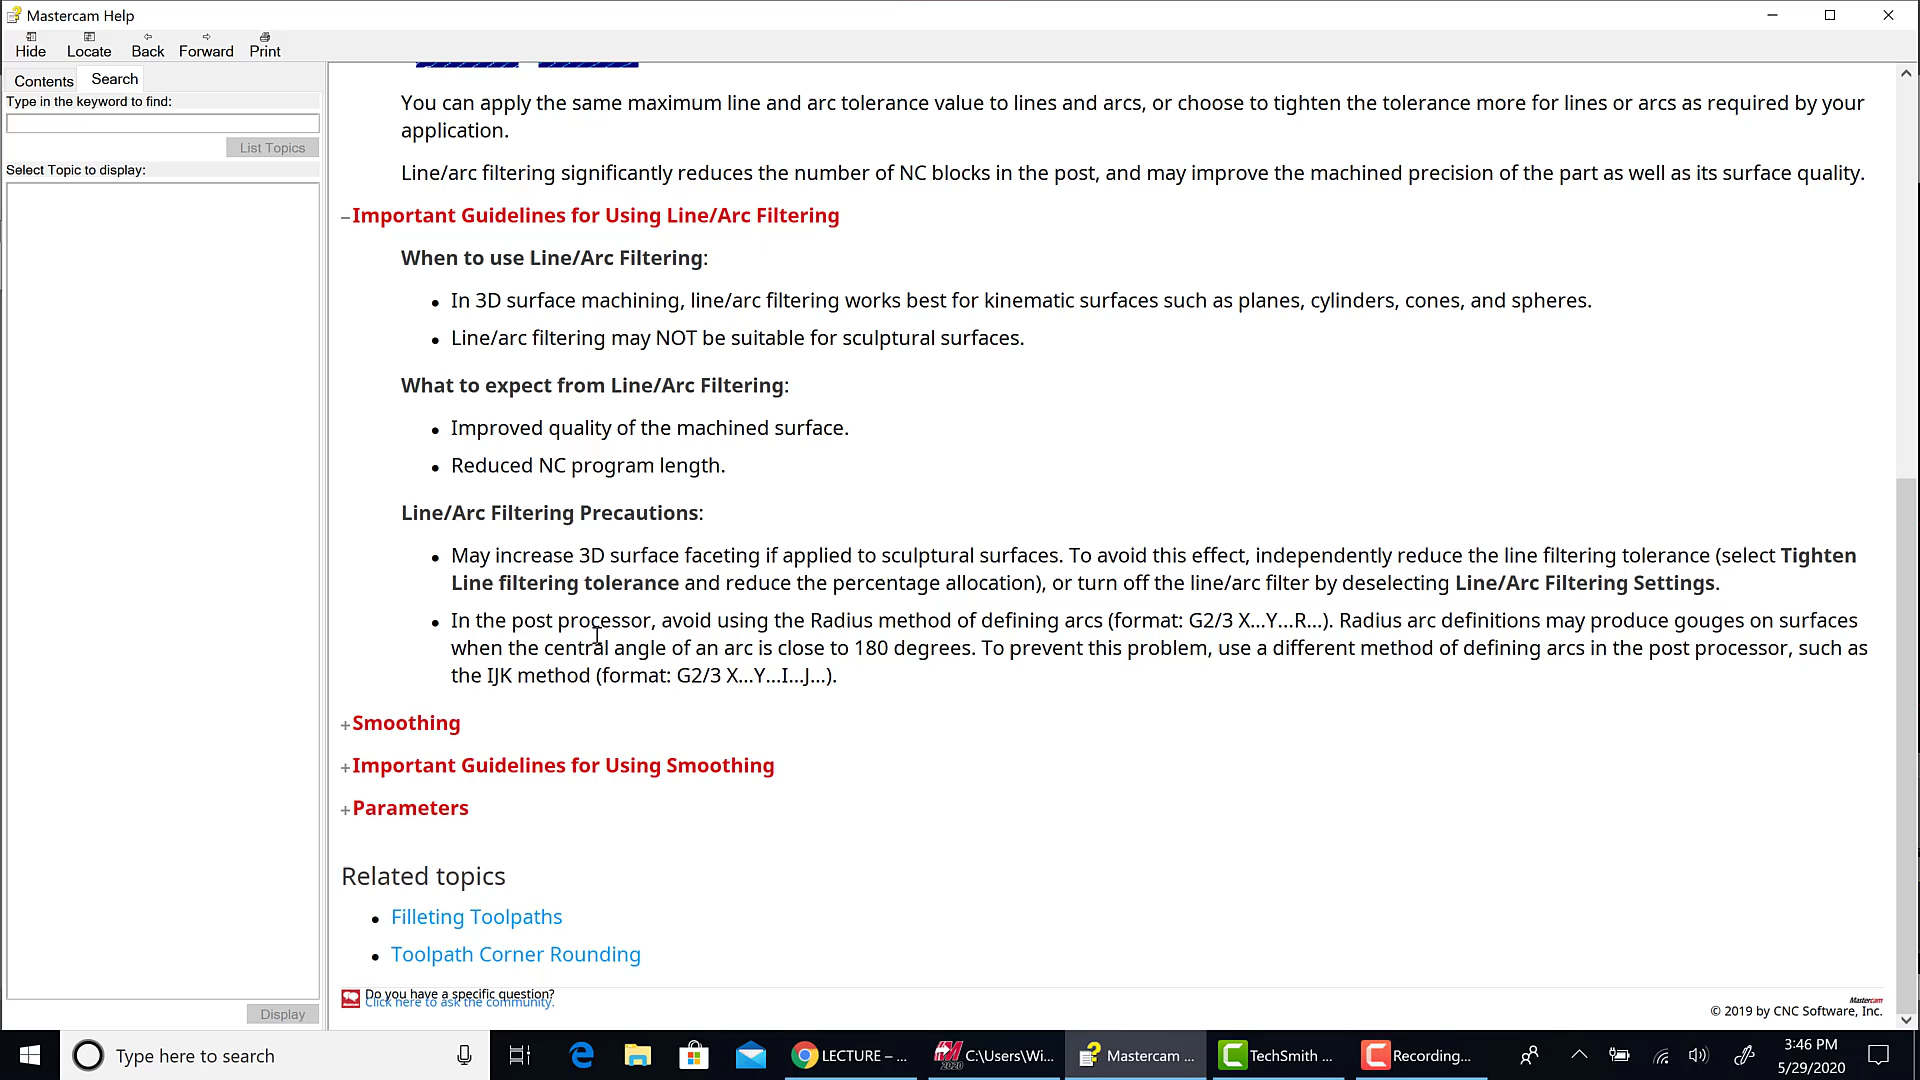 Mastercam Help
Hide Locate Back Forward Print
Contents Search
Type in the keyword to find:
List Topics
Select Topic to display:
Display
You can apply the same maximum line and arc tolerance value to lines and arcs, or choose to tighten the tolerance more for lines or arcs as required by your
application.
Line/arc filtering significantly reduces the number of NC blocks in the post, and may improve the machined precision of the part as well as its surface quality.
Important Guidelines for Using Line/Arc Filtering
When to use Line/Arc Filtering:
• In 3D surface machining, line/arc filtering works best for kinematic surfaces such as planes, cylinders, cones, and spheres.
• Line/arc filtering may NOT be suitable for sculptural surfaces.
What to expect from Line/Arc Filtering:
• Improved quality of the machined surface.
• Reduced NC program length.
Line/Arc Filtering Precautions:
• May increase 3D surface faceting if applied to sculptural surfaces. To avoid this effect, independently reduce the line filtering tolerance (select Tighten
Line filtering tolerance and reduce the percentage allocation), or turn off the line/arc filter by deselecting Line/Arc Filtering Settings.
• In the post processor, avoid using the Radius method of defining arcs (format: G2/3 X...Y...R...). Radius arc definitions may produce gouges on surfaces
when the central angle of an arc is close to 180 degrees. To prevent this problem, use a different method of defining arcs in the post processor, such as
the IJK method (format: G2/3 X...Y...I...J...).
Smoothing
Important Guidelines for Using Smoothing
Parameters
Related topics
• Filleting Toolpaths
• Toolpath Corner Rounding
Do you have a specific question?
Click here to ask the community.
Mastercam
© 2019 by CNC Software, Inc.
Type here to search
LECTURE – ...
2020
C:\Users\Wi...
Mastercam ...
TechSmith ...
Recording...
3:46 PM
5/29/2020